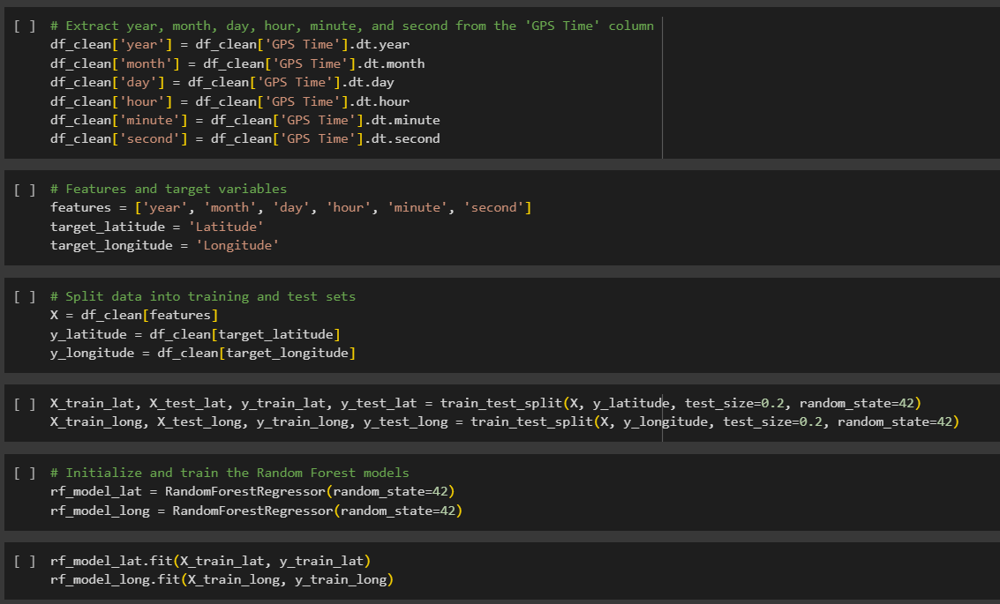 [ ] # Extract year, month, day, hour, minute, and second from the 'GPS Time' column
df_clean['year'] = df_clean['GPS Time'].dt.year
df_clean['month'] = df_clean['GPS Time'].dt.month
df_clean['day'] = df_clean['GPS Time'].dt.day
df_clean['hour'] = df_clean['GPS Time'].dt.hour
df_clean['minute'] = df_clean['GPS Time'].dt.minute
df_clean['second'] = df_clean['GPS Time'].dt.second
[ ] # Features and target variables
features = ['year', 'month', 'day', 'hour', 'minute', 'second']
target_latitude = 'Latitude'
target_longitude = 'Longitude'
[ ] # Split data into training and test sets
X = df_clean[features]
y_latitude = df_clean[target_latitude]
y_longitude = df_clean[target_longitude]
[ ] X_train_lat, X_test_lat, y_train_lat, y_test_lat = train_test_split(X, y_latitude, test_size=0.2, random_state=42)
X_train_long, X_test_long, y_train_long, y_test_long = train_test_split(X, y_longitude, test_size=0.2, random_state=42)
[ ] # Initialize and train the Random Forest models
rf_model_lat = RandomForestRegressor(random_state=42)
rf_model_long = RandomForestRegressor(random_state=42)
[ ] rf_model_lat.fit(X_train_lat, y_train_lat)
rf_model_long.fit(X_train_long, y_train_long)